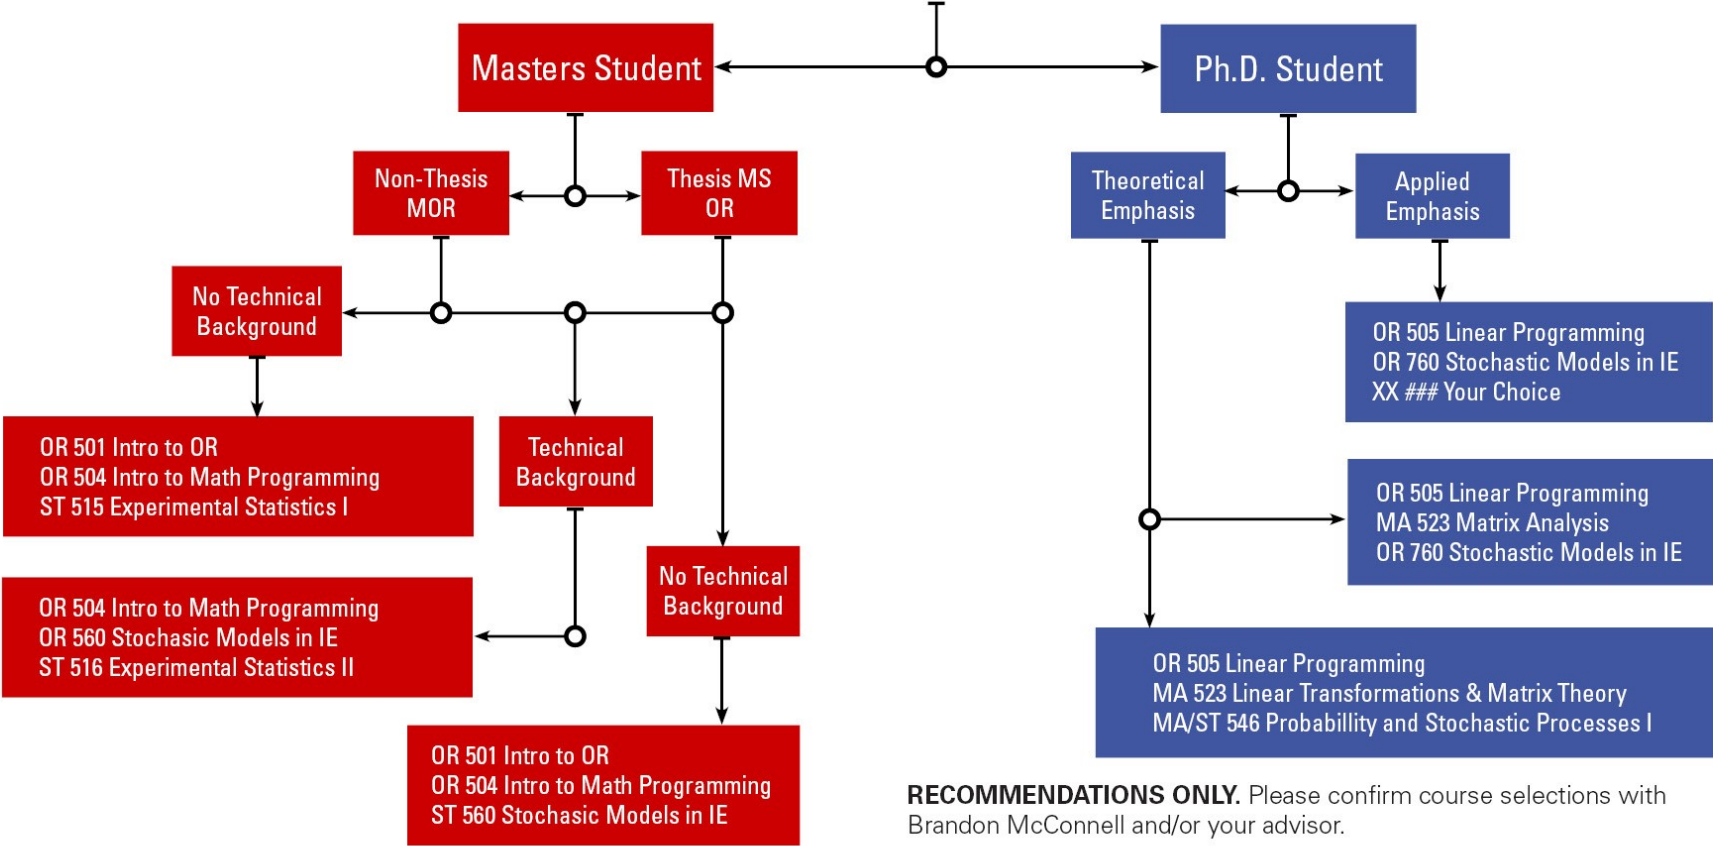 Masters Student
Ph.D. Student
Non-Thesis
MOR
Thesis MS
OR
Theoretical
Emphasis
Applied
Emphasis
No Technical
Background
OR 505 Linear Programming
OR 760 Stochastic Models in IE
XX ### Your Choice
OR 501 Intro to OR
OR 504 Intro to Math Programming
ST 515 Experimental Statistics I
Technical
Background
OR 505 Linear Programming
MA 523 Matrix Analysis
OR 760 Stochastic Models in IE
No Technical
Background
OR 504 Intro to Math Programming
OR 560 Stochasic Models in IE
ST 516 Experimental Statistics II
OR 505 Linear Programming
MA 523 Linear Transformations & Matrix Theory
MA/ST 546 Probabillity and Stochastic Processes I
OR 501 Intro to OR
OR 504 Intro to Math Programming
ST 560 Stochasic Models in IE
RECOMMENDATIONS ONLY. Please confirm course selections with
Brandon McConnell and/or your advisor.